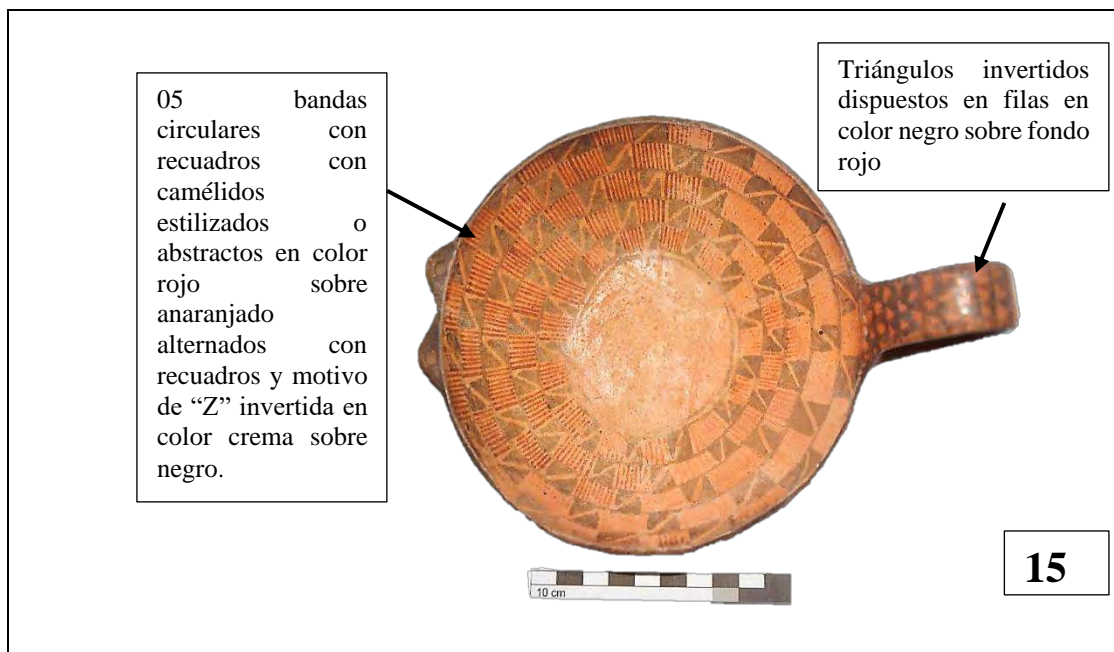 05 bandas
circulares con
recuadros con
camélidos
estilizados o
abstractos en color
rojo sobre
anaranjado
alternados con
recuadros y motivo
de “Z” invertida en
color crema sobre
negro.
Triángulos invertidos
dispuestos en filas en
color negro sobre fondo
rojo
10 cm
15